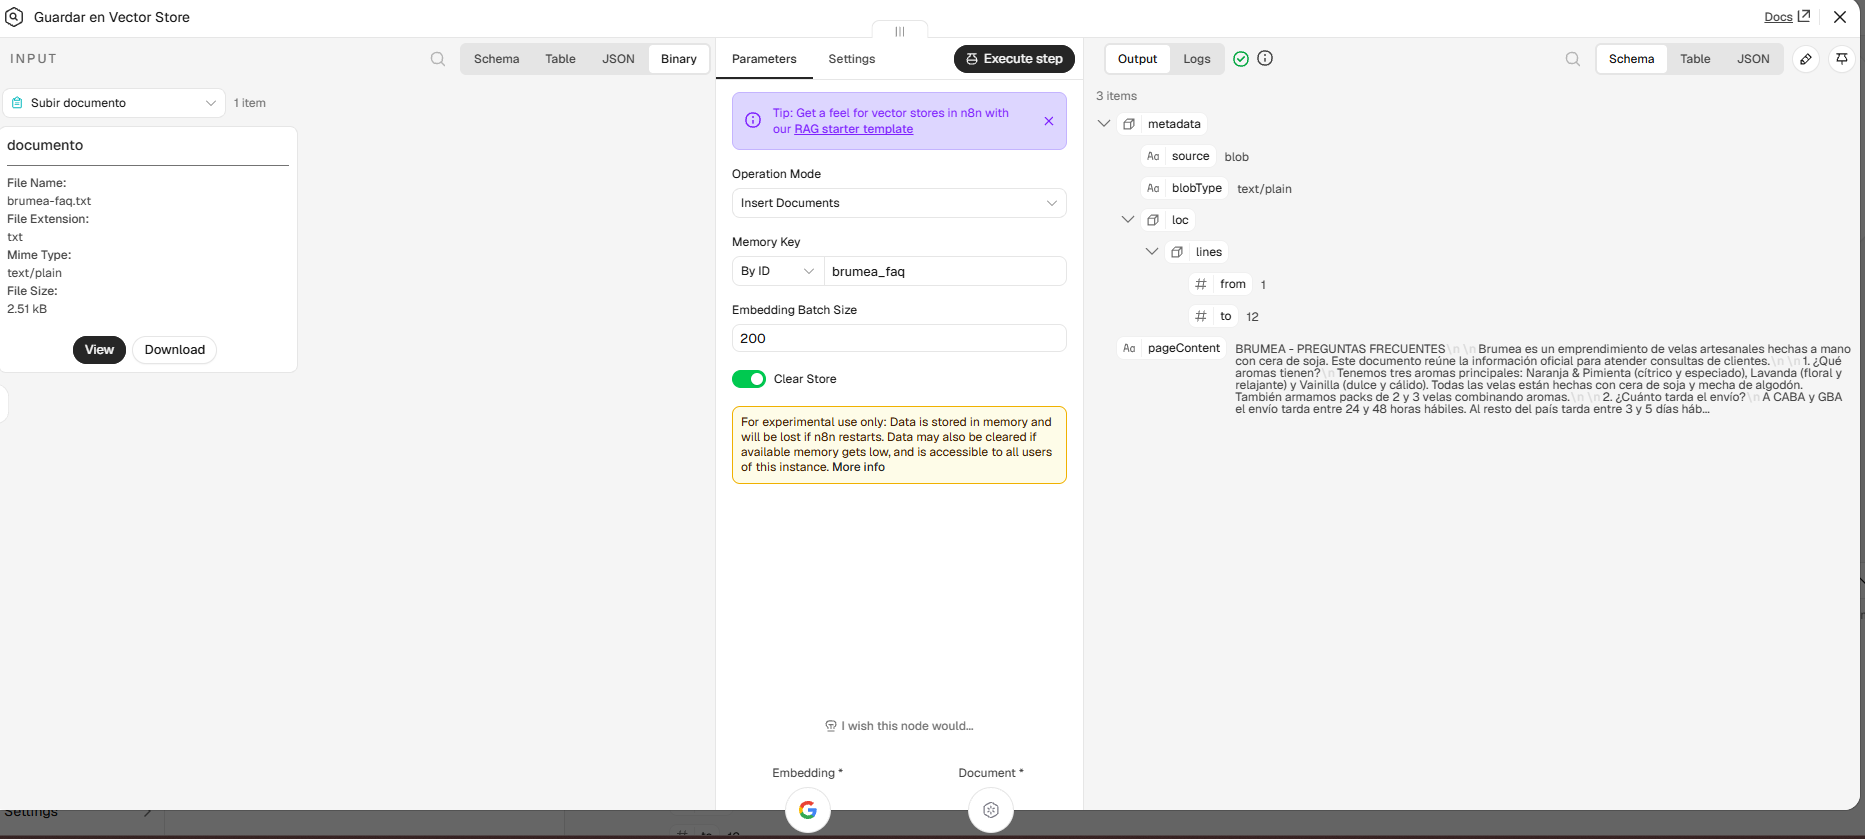 Guardar en Vector Store
Docs
INPUT
Schema
Table
JSON
Binary
Subir documento
1 item
documento
File Name:
brumea-faq.txt
File Extension:
txt
Mime Type:
text/plain
File Size:
2.51 kB
View
Download
Parameters
Settings
Execute step
Tip: Get a feel for vector stores in n8n with
our RAG starter template
Operation Mode
Insert Documents
Memory Key
By ID
brumea_faq
Embedding Batch Size
200
Clear Store
For experimental use only: Data is stored in memory and
will be lost if n8n restarts. Data may also be cleared if
available memory gets low, and is accessible to all users
of this instance. More info
I wish this node would...
Embedding *
Document *
Output
Logs
Schema
Table
JSON
3 items
metadata
Aa source blob
Aa blobType text/plain
loc
lines
# from 1
# to 12
Aa pageContent
BRUMEA - PREGUNTAS FRECUENTES\n\nBrumea es un emprendimiento de velas artesanales hechas a mano
con cera de soja. Este documento reúne la información oficial para atender consultas de clientes.\n\n1. ¿Qué
aromas tienen?\nTenemos tres aromas principales: Naranja & Pimienta (cítrico y especiado), Lavanda (floral y
relajante) y Vainilla (dulce y cálido). Todas las velas están hechas con cera de soja y mecha de algodón.
También armamos packs de 2 y 3 velas combinando aromas.\n\n2. ¿Cuánto tarda el envío?\nA CABA y GBA
el envío tarda entre 24 y 48 horas hábiles. Al resto del país tarda entre 3 y 5 días háb...
Settings